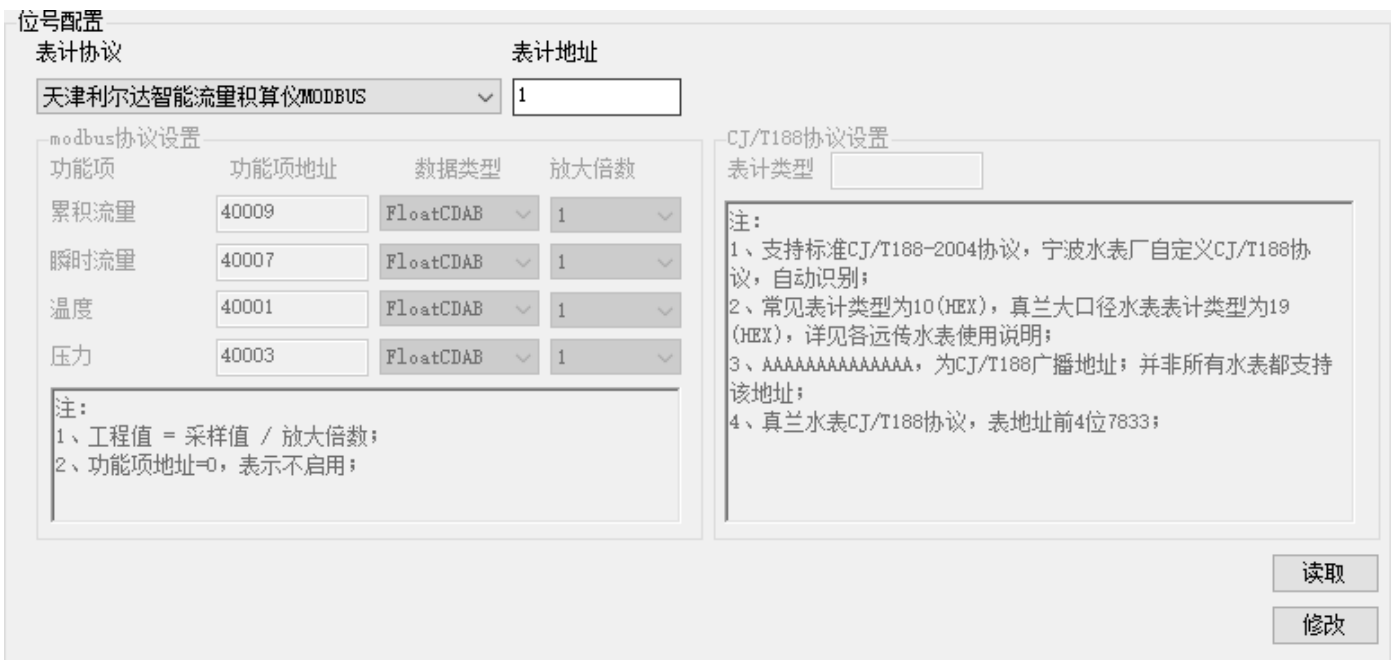 位号配置
表计协议 表计地址
天津利尔达智能流量积算仪MODBUS 1
modbus协议设置
功能项 功能项地址 数据类型 放大倍数
累积流量 40009 FloatCDAB 1
瞬时流量 40007 FloatCDAB 1
温度 40001 FloatCDAB 1
压力 40003 FloatCDAB 1
注:
1、工程值 = 采样值 / 放大倍数;
2、功能项地址=0，表示不启用;
CJ/T188协议设置
表计类型
注:
1、支持标准CJ/T188-2004协议，宁波水表厂自定义CJ/T188协
议，自动识别;
2、常见表计类型为10(HEX)，真兰大口径水表表计类型为19
(HEX)，详见各远传水表使用说明;
3、AAAAAAAAAAAAAA，为CJ/T188广播地址；并非所有水表都支持
该地址;
4、真兰水表CJ/T188协议，表地址前4位7833;
读取
修改